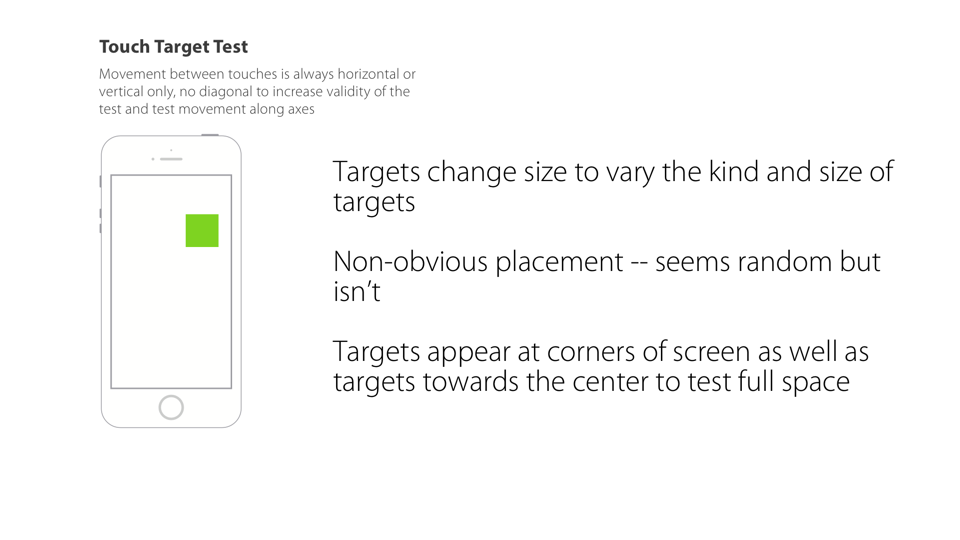 Touch Target Test
Movement between touches is always horizontal or
vertical only, no diagonal to increase validity of the
test and test movement along axes
Targets change size to vary the kind and size of
targets
Non-obvious placement -- seems random but
isn’t
Targets appear at corners of screen as well as
targets towards the center to test full space